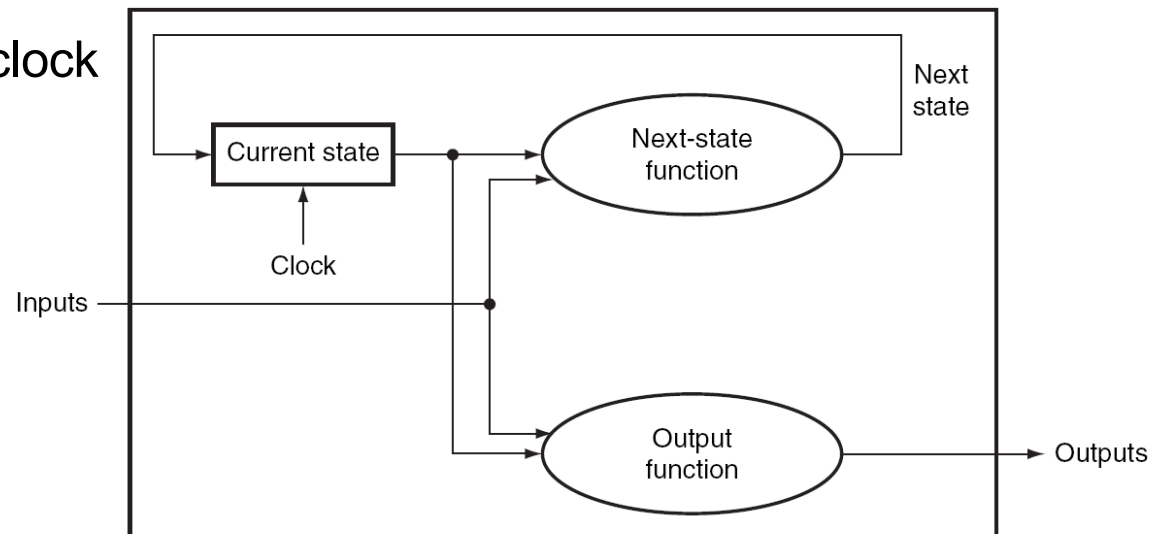 clock
Next
state
Current state
Next-state
function
Clock
Inputs
Output
function
Outputs